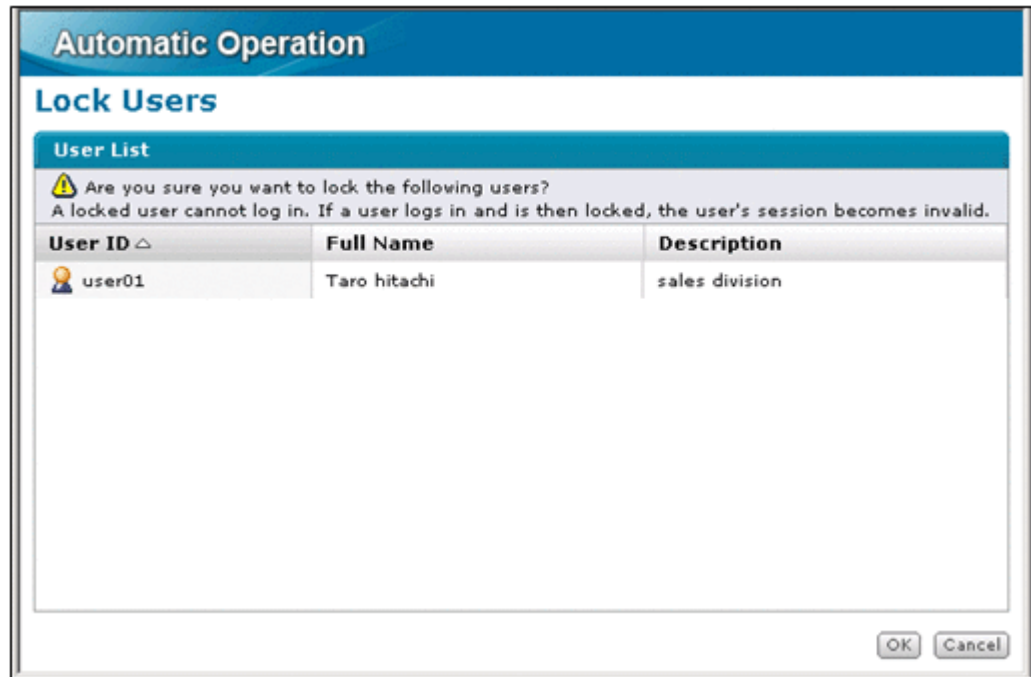 Automatic Operation
Lock Users
User List
Are you sure you want to lock the following users?
A locked user cannot log in. If a user logs in and is then locked, the user's session becomes invalid.
User ID Full Name Description
user01 Taro hitachi sales division
OK Cancel